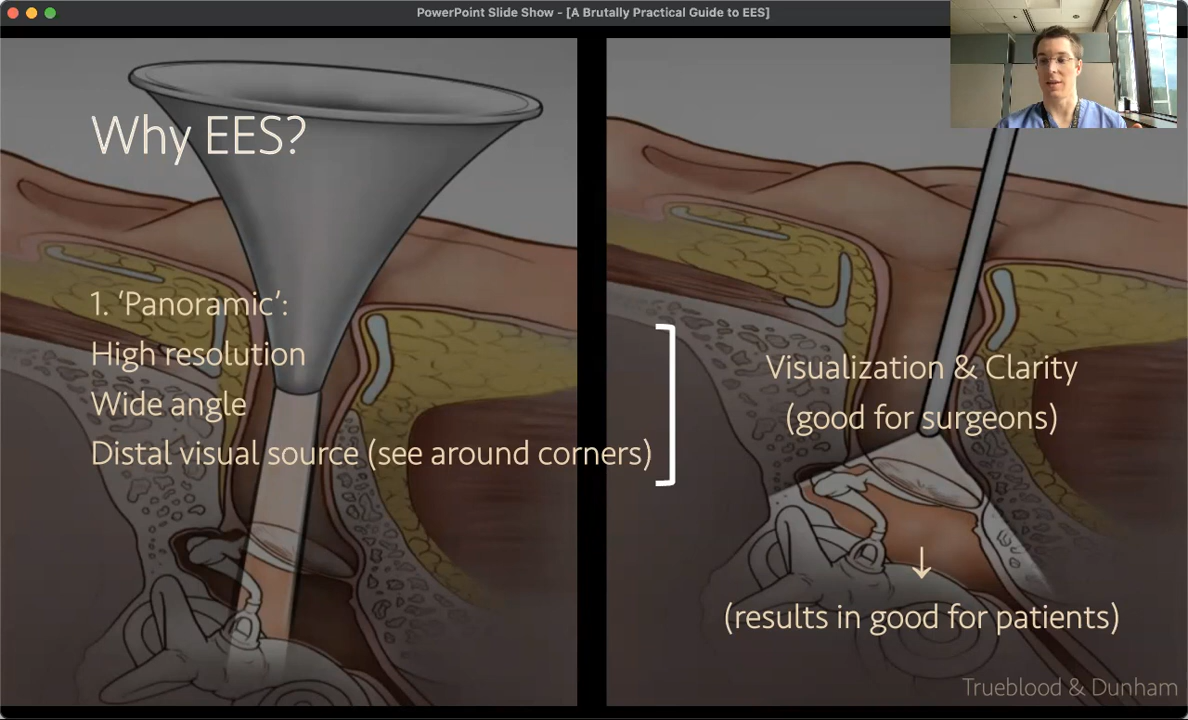 PowerPoint Slide Show - [A Brutally Practical Guide to EES]
Why EES?
1. ‘Panoramic’:
High resolution
Wide angle
Distal visual source (see around corners)
Visualization & Clarity
(good for surgeons)
↓
(results in good for patients)
Trueblood & Dunham